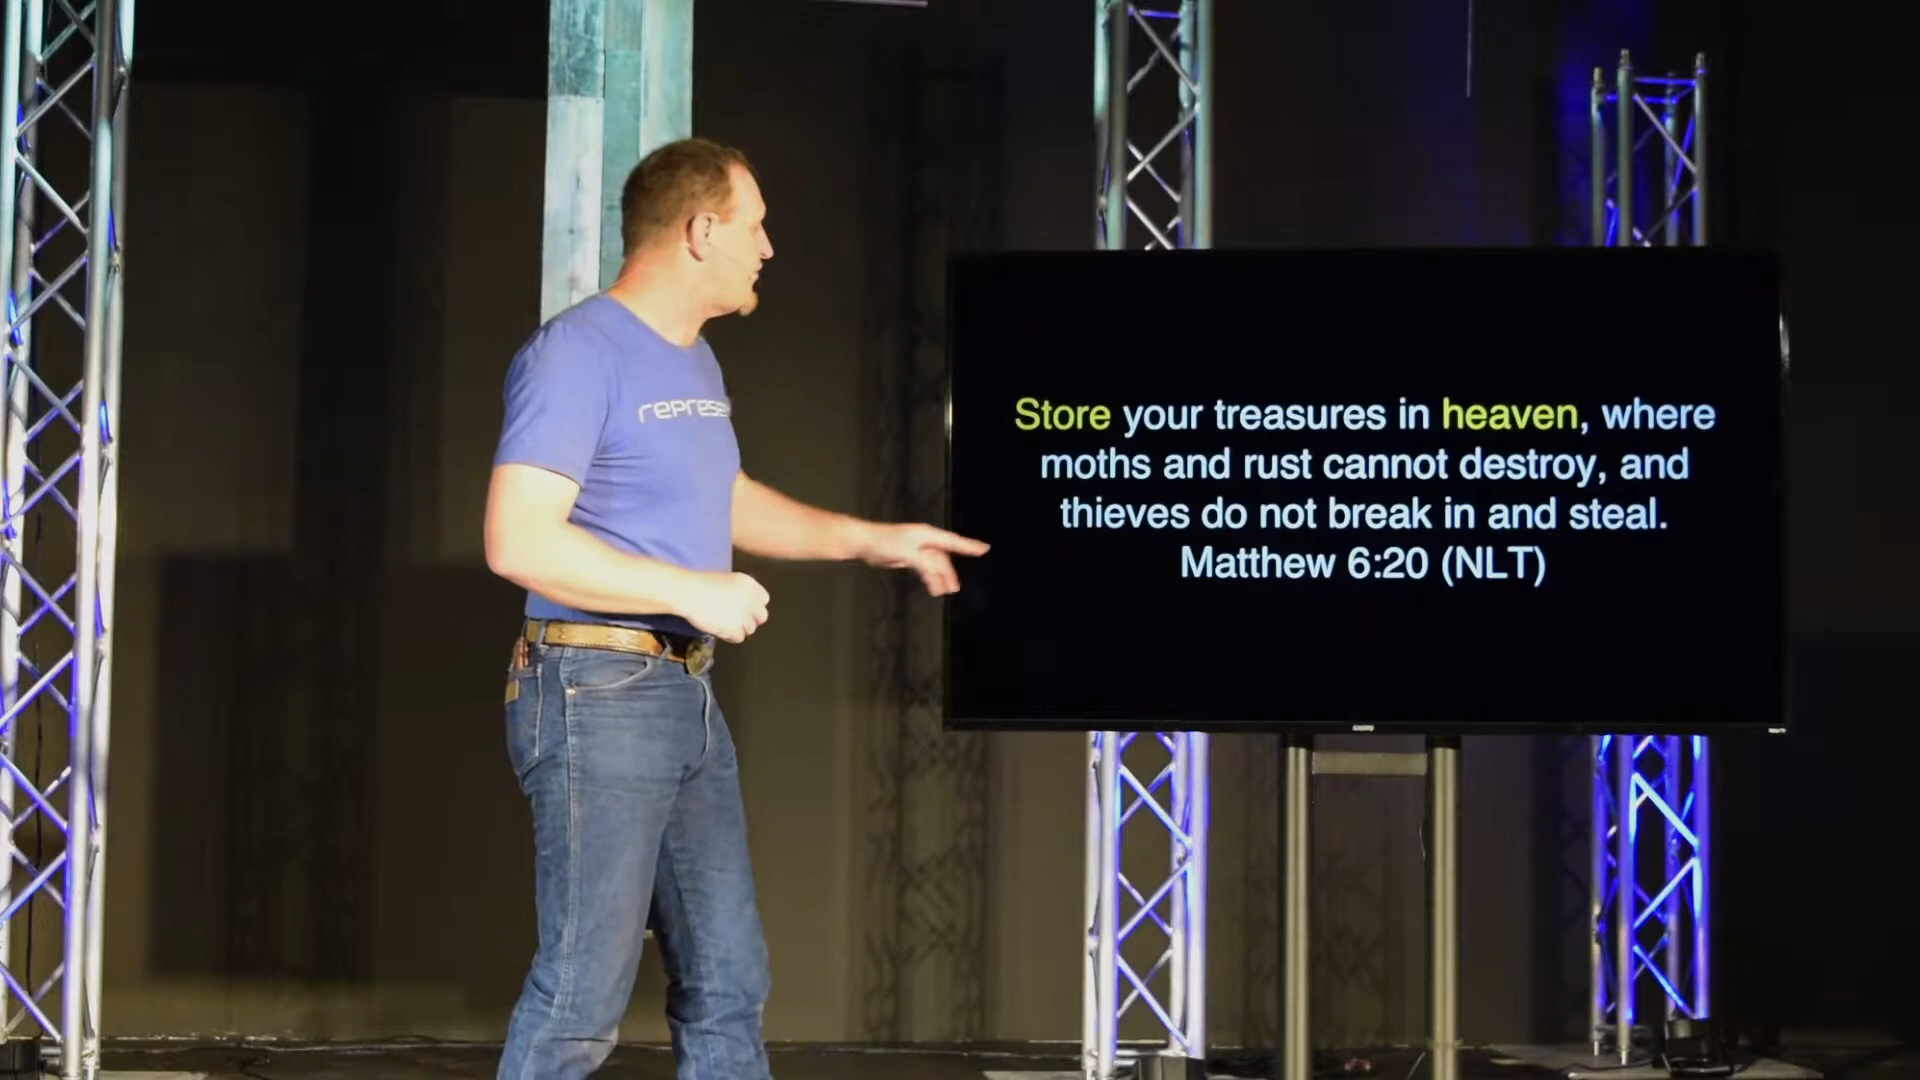 represe
Store your treasures in heaven, where
moths and rust cannot destroy, and
thieves do not break in and steal.
Matthew 6:20 (NLT)